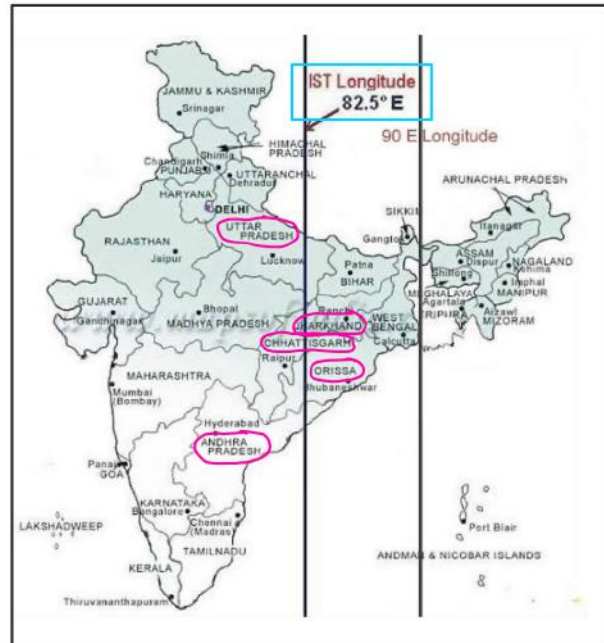 IST Longitude
82.5° E
90 E Longitude
JAMMU & KASHMIR
Srinagar
HIMACHAL
PRADESH
Shimla
Chandigarh
PUNJAB
UTTARANCHAL
Dehradun
HARYANA
DELHI
ARUNACHAL PRADESH
SIKKIM
UTTAR
PRADESH
Itanagar
Gangtok
RAJASTHAN
Jaipur
Lucknow
ASSAM
Dispur
NAGALAND
Kohima
Patna
BIHAR
Shillong
MEGHALAYA
Imphal
MANIPUR
Agartala
TRIPURA
Aizawl
MIZORAM
GUJARAT
Gandhinagar
Bhopal
MADHYA PRADESH
Ranchi
JKARKHAND
WEST
BENGAL
Calcutta
CHHATTISGARH
Raipur
ORISSA
Bhubaneshwar
MAHARASHTRA
Mumbai
(Bombay)
Hyderabad
ANDHRA
PRADESH
Panaji
GOA
KARNATAKA
Bangalore
Chennai
(Madras)
LAKSHADWEEP
TAMILNADU
KERALA
Thiruvananthapuram
Port Blair
ANDMAN & NICOBAR ISLANDS